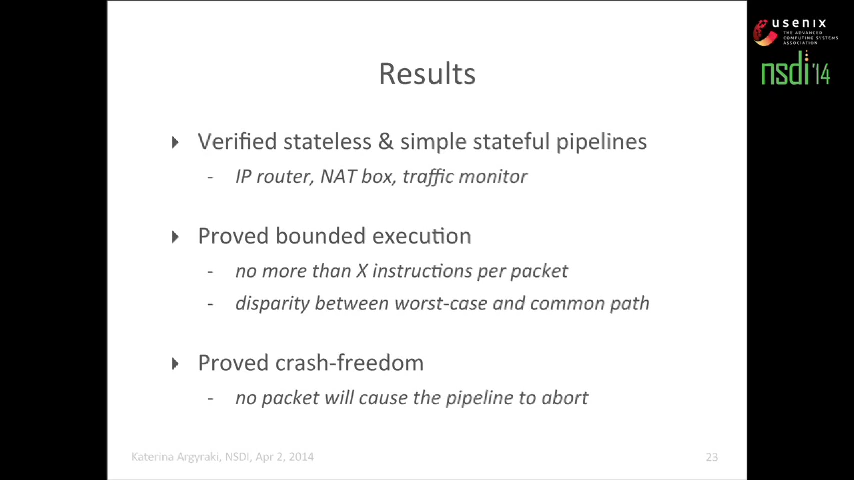 usenix
THE ADVANCED
COMPUTING SYSTEMS
ASSOCIATION
nsdi '14
Results
Verified stateless & simple stateful pipelines
- IP router, NAT box, traffic monitor
Proved bounded execution
- no more than X instructions per packet
- disparity between worst-case and common path
Proved crash-freedom
- no packet will cause the pipeline to abort
Katerina Argyraki, NSDI, Apr 2, 2014
23